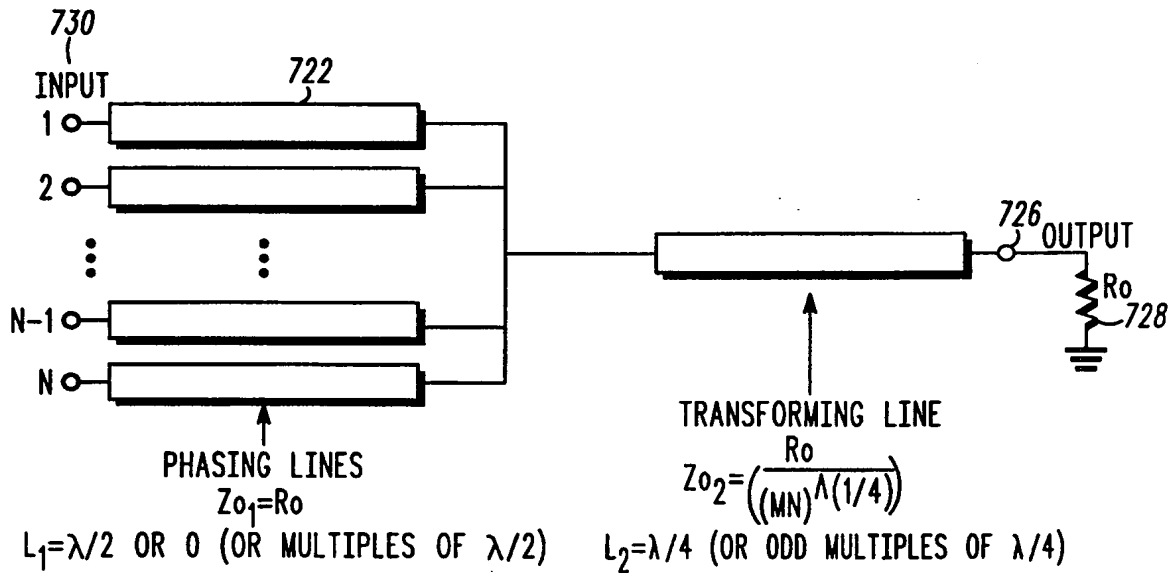 730
INPUT
722
1
2
726
OUTPUT
Ro
728
N-1
N
PHASING LINES
Zo₁=Ro
L₁=λ/2 OR 0 (OR MULTIPLES OF λ/2)
TRANSFORMING LINE
Zo₂=(Ro/((MN)^(1/4)))
L₂=λ/4 (OR ODD MULTIPLES OF λ/4)